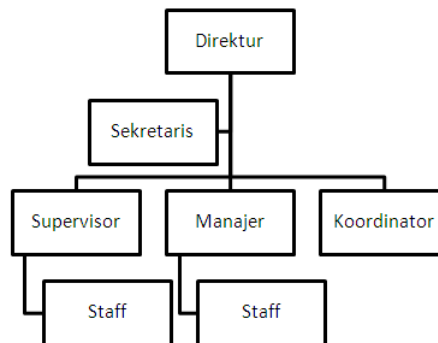 Direktur
Sekretaris
Supervisor
Manajer
Koordinator
Staff
Staff